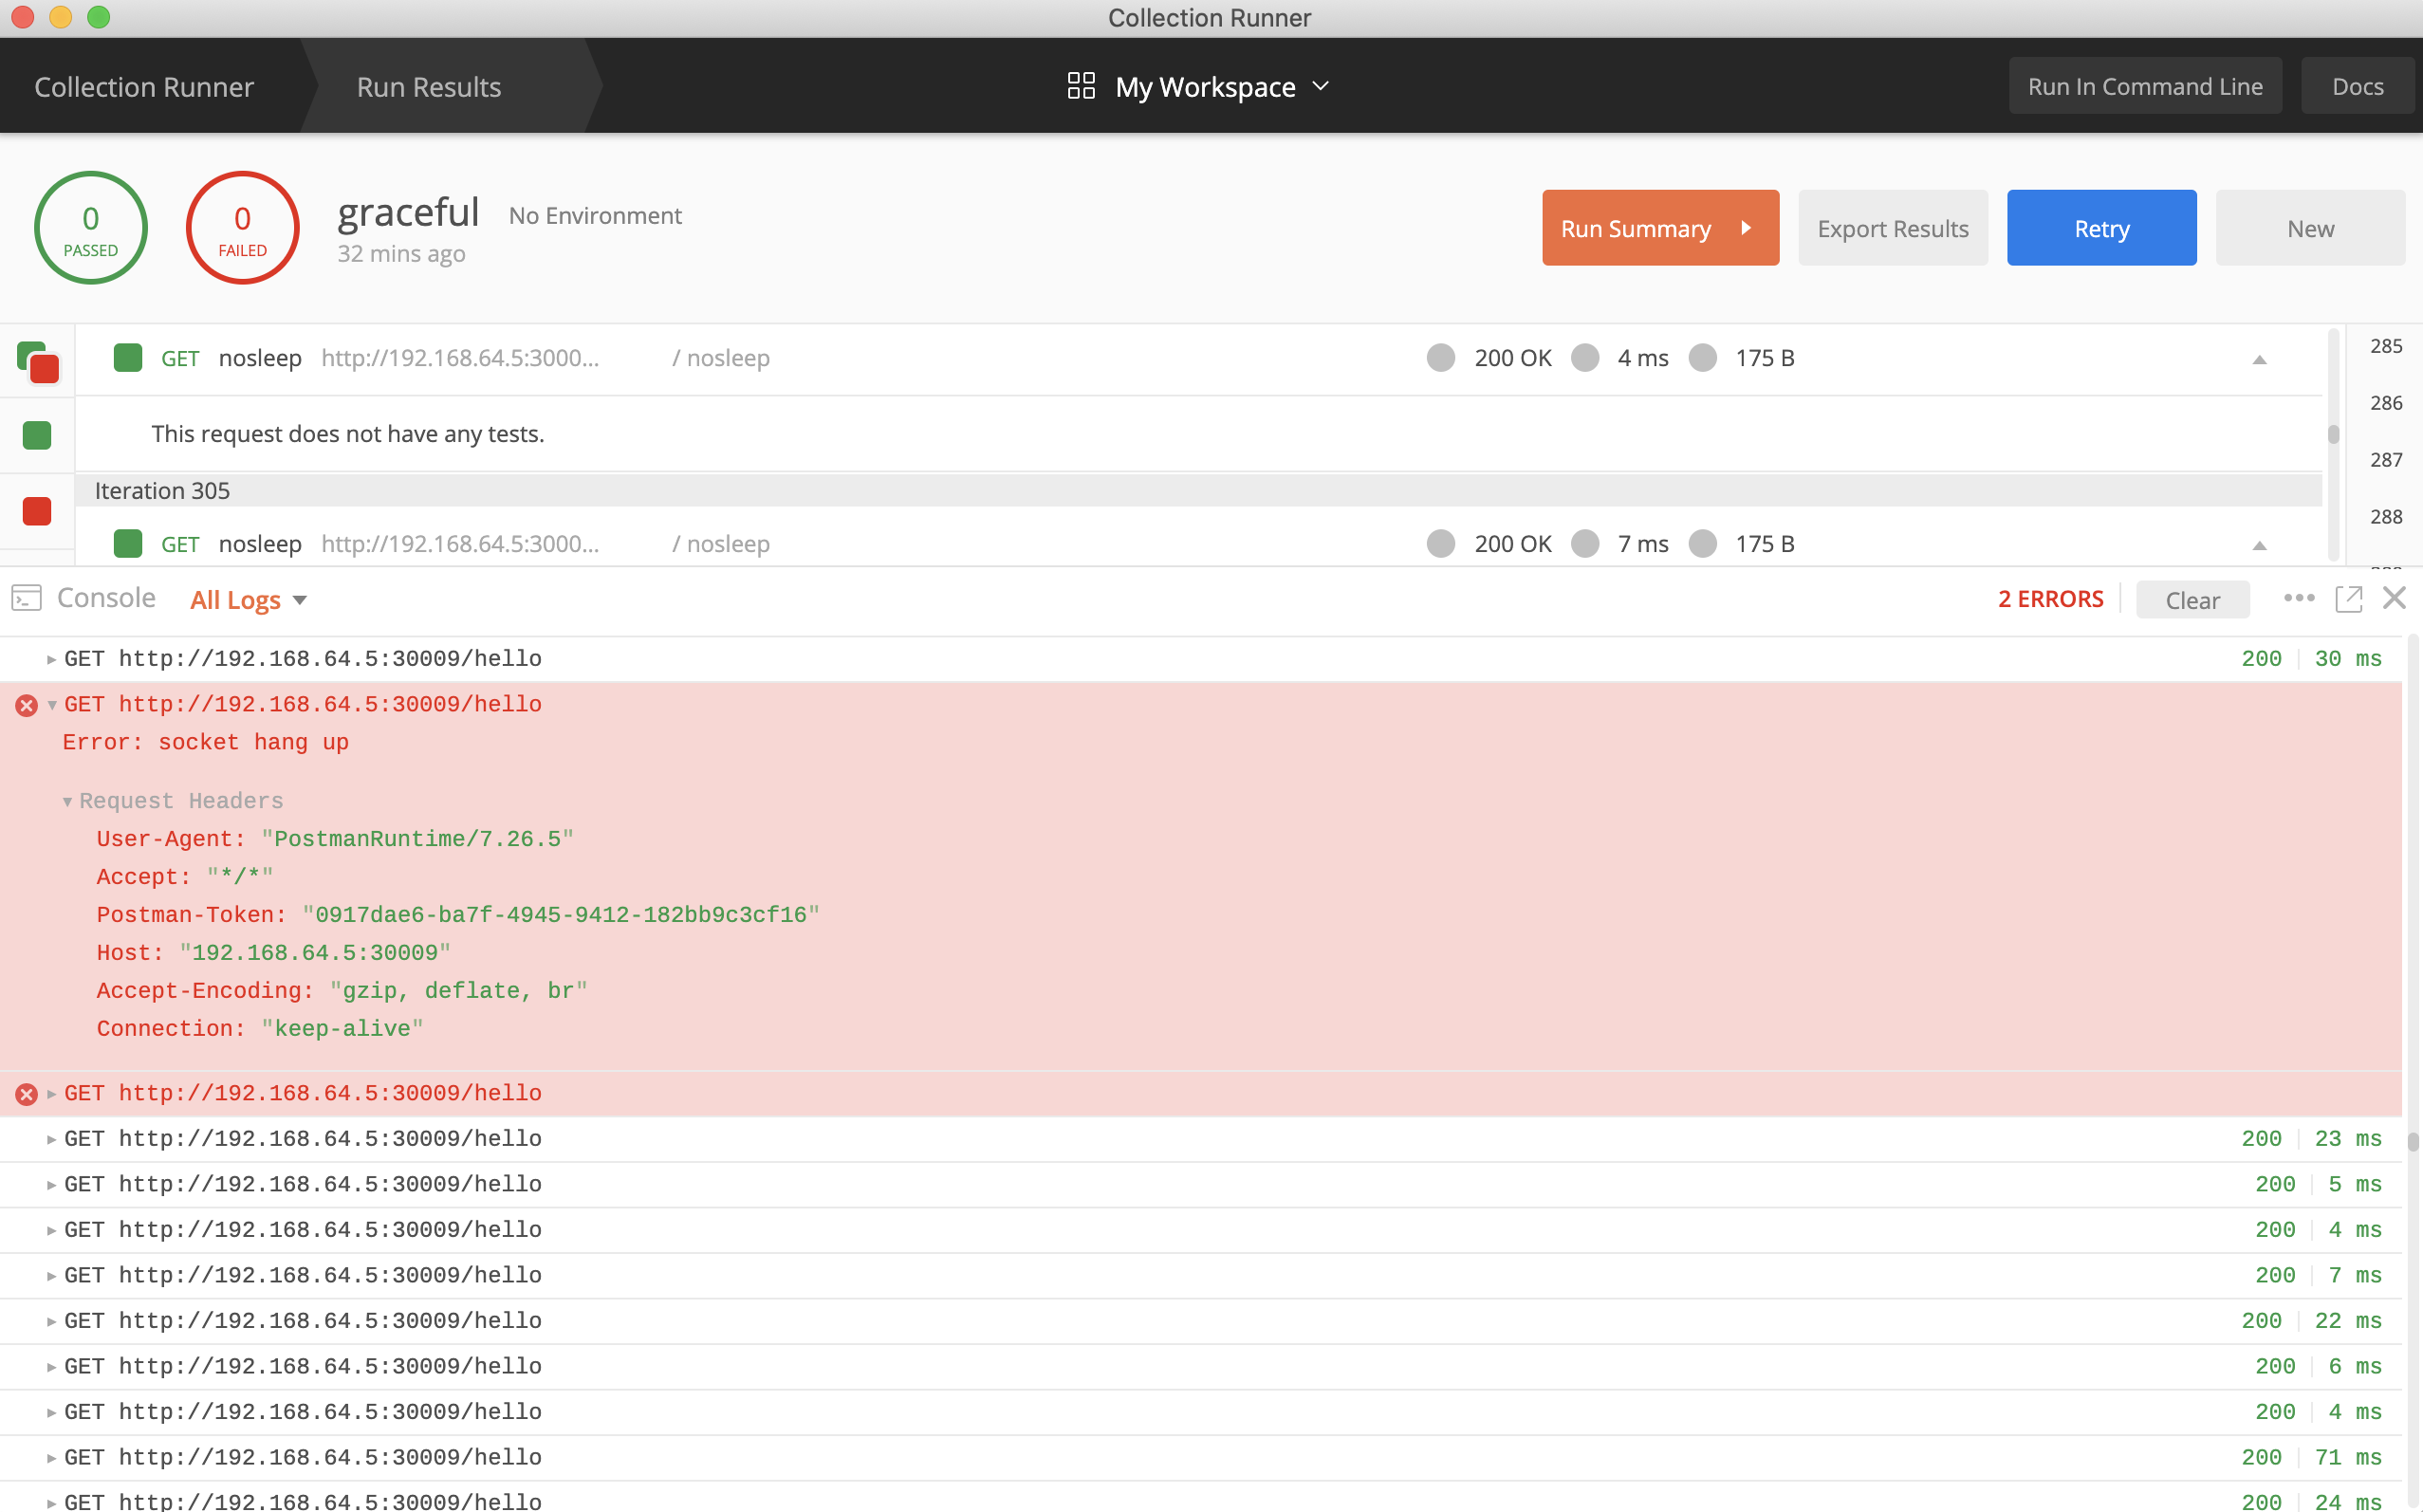 Collection Runner
Collection Runner
Run Results
My Workspace
Run In Command Line
Docs
0
PASSED
0
FAILED
graceful No Environment
32 mins ago
Run Summary
Export Results
Retry
New
GET nosleep http://192.168.64.5:3000... / nosleep 200 OK 4 ms 175 B
This request does not have any tests.
Iteration 305
GET nosleep http://192.168.64.5:3000... / nosleep 200 OK 7 ms 175 B
285
286
287
288
Console All Logs 2 ERRORS Clear
GET http://192.168.64.5:30009/hello 200 30 ms
GET http://192.168.64.5:30009/hello
Error: socket hang up
Request Headers
User-Agent: "PostmanRuntime/7.26.5"
Accept: "*/*"
Postman-Token: "0917dae6-ba7f-4945-9412-182bb9c3cf16"
Host: "192.168.64.5:30009"
Accept-Encoding: "gzip, deflate, br"
Connection: "keep-alive"
GET http://192.168.64.5:30009/hello
GET http://192.168.64.5:30009/hello 200 23 ms
GET http://192.168.64.5:30009/hello 200 5 ms
GET http://192.168.64.5:30009/hello 200 4 ms
GET http://192.168.64.5:30009/hello 200 7 ms
GET http://192.168.64.5:30009/hello 200 22 ms
GET http://192.168.64.5:30009/hello 200 6 ms
GET http://192.168.64.5:30009/hello 200 4 ms
GET http://192.168.64.5:30009/hello 200 71 ms
GET http://192.168.64.5:30009/hello 200 24 ms